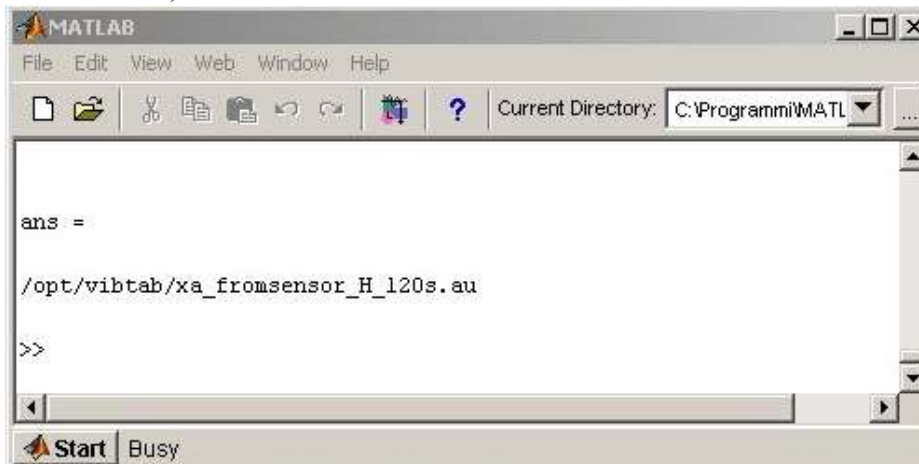 MATLAB
File Edit View Web Window Help
? Current Directory: C:\Programmi\MATL ...
ans =
/opt/vibtab/xa_fromsensor_H_120s.au
>>
Start Busy